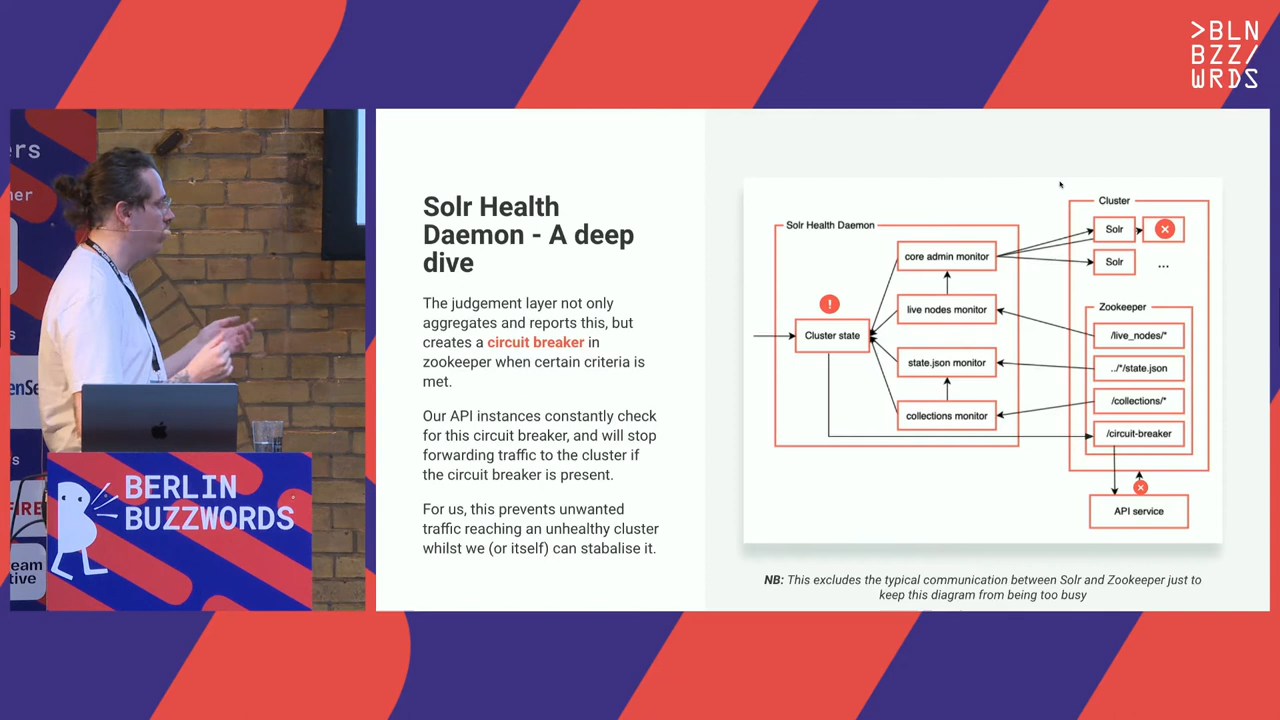 >BLN
BZZ/
WRDS
Solr Health
Daemon - A deep
dive
The judgement layer not only
aggregates and reports this, but
creates a circuit breaker in
zookeeper when certain criteria is
met.
Our API instances constantly check
for this circuit breaker, and will stop
forwarding traffic to the cluster if
the circuit breaker is present.
For us, this prevents unwanted
traffic reaching an unhealthy cluster
whilst we (or itself) can stabalise it.
Solr Health Daemon
core admin monitor
live nodes monitor
Cluster state
state.json monitor
collections monitor
Cluster
Solr
Solr
...
Zookeeper
/live_nodes/*
../*/state.json
/collections/*
/circuit-breaker
API service
NB: This excludes the typical communication between Solr and Zookeeper just to
keep this diagram from being too busy
BERLIN
BUZZWORDS